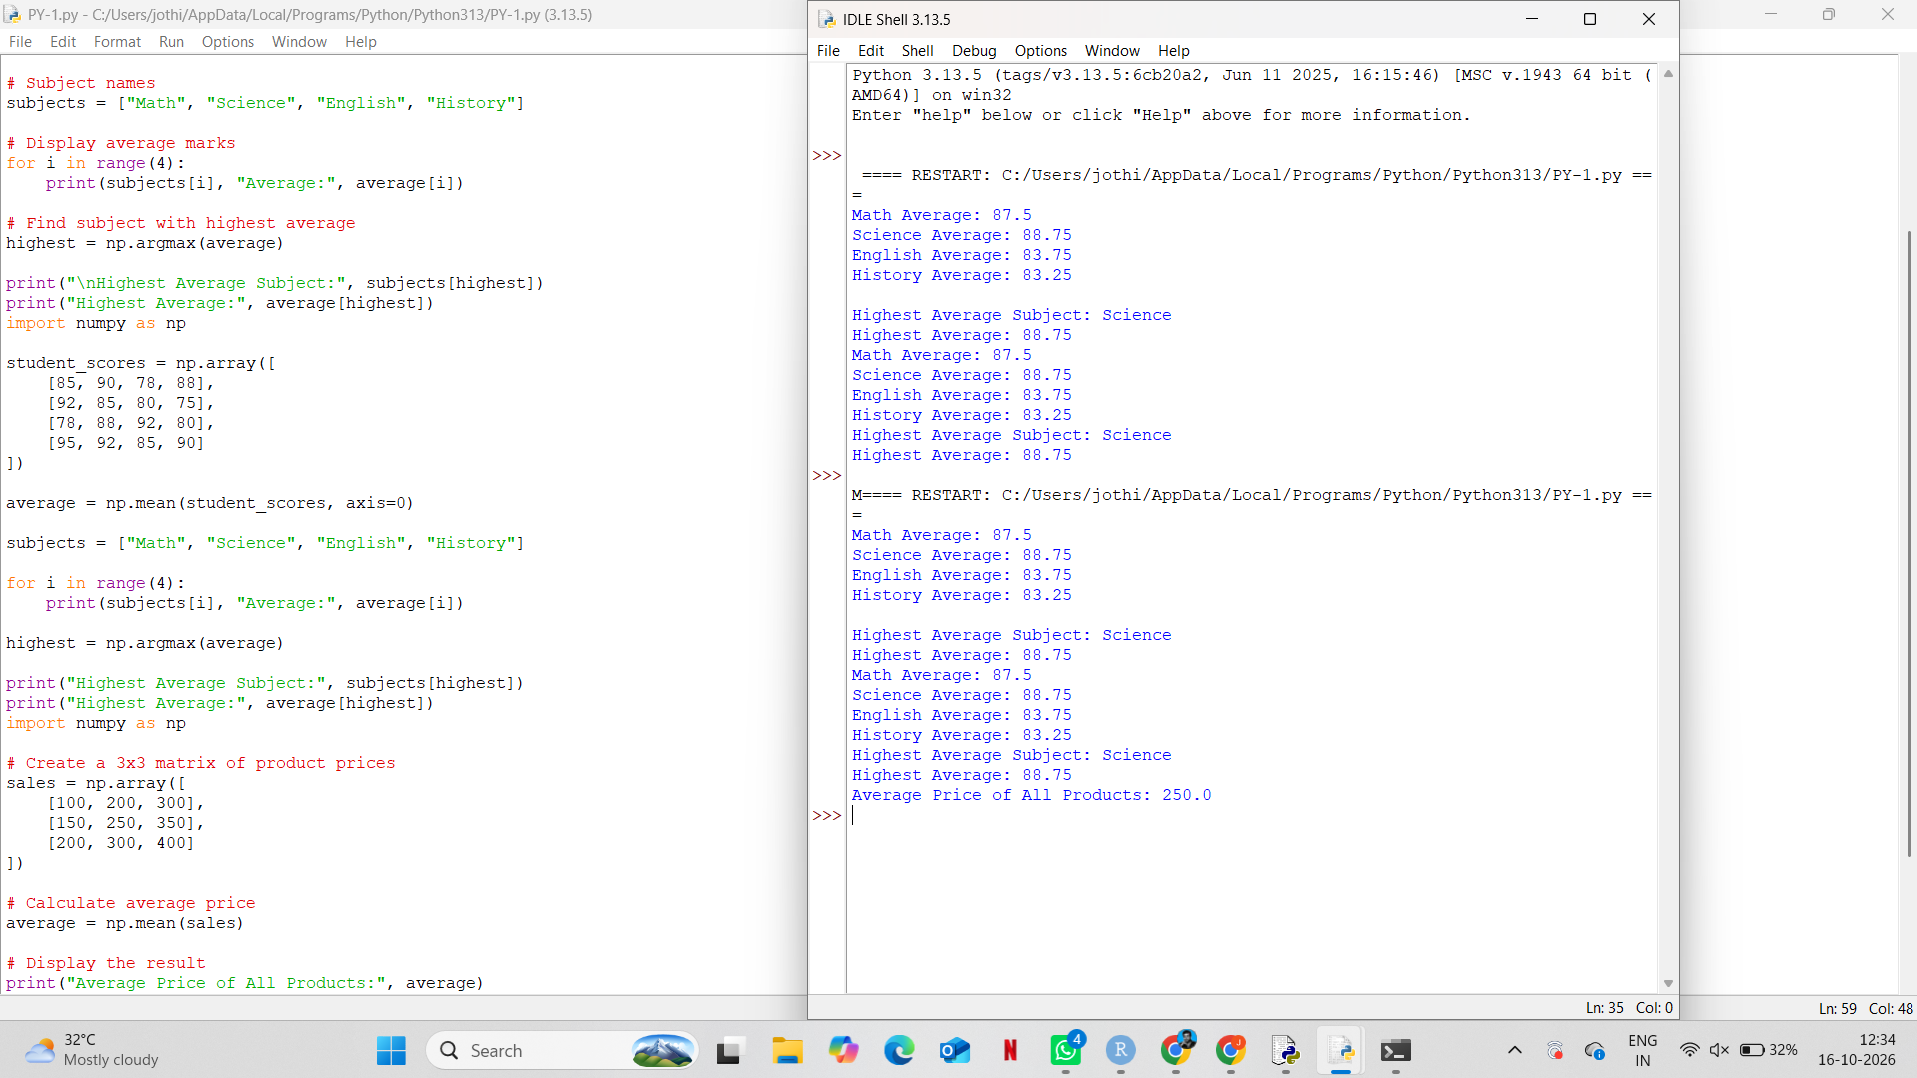 PY-1.py - C:/Users/jothi/AppData/Local/Programs/Python/Python313/PY-1.py (3.13.5)
File Edit Format Run Options Window Help
# Subject names
subjects = ["Math", "Science", "English", "History"]
# Display average marks
for i in range(4):
    print(subjects[i], "Average:", average[i])
# Find subject with highest average
highest = np.argmax(average)
print("\nHighest Average Subject:", subjects[highest])
print("Highest Average:", average[highest])
import numpy as np
student_scores = np.array([
    [85, 90, 78, 88],
    [92, 85, 80, 75],
    [78, 88, 92, 80],
    [95, 92, 85, 90]
])
average = np.mean(student_scores, axis=0)
subjects = ["Math", "Science", "English", "History"]
for i in range(4):
    print(subjects[i], "Average:", average[i])
highest = np.argmax(average)
print("Highest Average Subject:", subjects[highest])
print("Highest Average:", average[highest])
import numpy as np
# Create a 3x3 matrix of product prices
sales = np.array([
    [100, 200, 300],
    [150, 250, 350],
    [200, 300, 400]
])
# Calculate average price
average = np.mean(sales)
# Display the result
print("Average Price of All Products:", average)
Ln: 59 Col: 48
IDLE Shell 3.13.5
File Edit Shell Debug Options Window Help
Python 3.13.5 (tags/v3.13.5:6cb20a2, Jun 11 2025, 16:15:46) [MSC v.1943 64 bit (
AMD64)] on win32
Enter "help" below or click "Help" above for more information.
>>>
==== RESTART: C:/Users/jothi/AppData/Local/Programs/Python/Python313/PY-1.py ==
=
Math Average: 87.5
Science Average: 88.75
English Average: 83.75
History Average: 83.25
Highest Average Subject: Science
Highest Average: 88.75
Math Average: 87.5
Science Average: 88.75
English Average: 83.75
History Average: 83.25
Highest Average Subject: Science
Highest Average: 88.75
>>>
M==== RESTART: C:/Users/jothi/AppData/Local/Programs/Python/Python313/PY-1.py ==
=
Math Average: 87.5
Science Average: 88.75
English Average: 83.75
History Average: 83.25
Highest Average Subject: Science
Highest Average: 88.75
Math Average: 87.5
Science Average: 88.75
English Average: 83.75
History Average: 83.25
Highest Average Subject: Science
Highest Average: 88.75
Average Price of All Products: 250.0
>>>
Ln: 35 Col: 0
32°C
Mostly cloudy
Search
4
R
J
ENG
IN
32%
12:34
16-10-2026